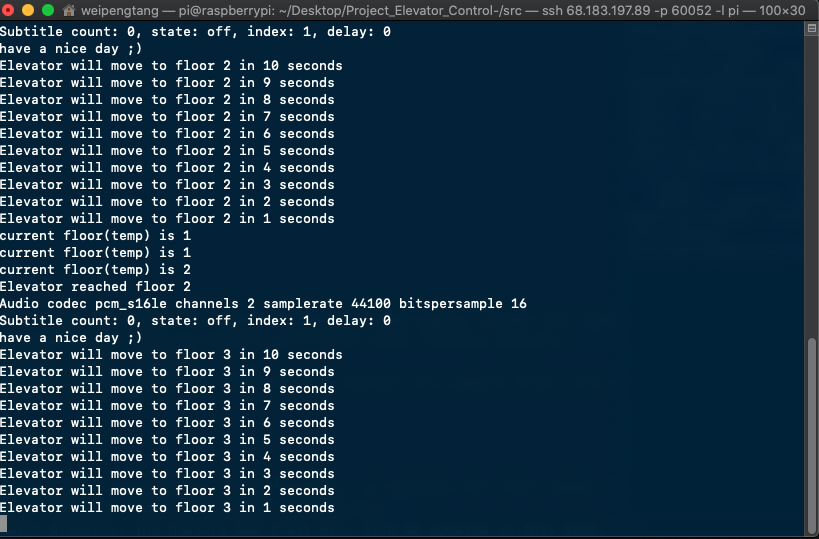 weipengtang — pi@raspberrypi: ~/Desktop/Project_Elevator_Control-/src — ssh 68.183.197.89 -p 60052 -l pi — 100×30
Subtitle count: 0, state: off, index: 1, delay: 0
have a nice day ;)
Elevator will move to floor 2 in 10 seconds
Elevator will move to floor 2 in 9 seconds
Elevator will move to floor 2 in 8 seconds
Elevator will move to floor 2 in 7 seconds
Elevator will move to floor 2 in 6 seconds
Elevator will move to floor 2 in 5 seconds
Elevator will move to floor 2 in 4 seconds
Elevator will move to floor 2 in 3 seconds
Elevator will move to floor 2 in 2 seconds
Elevator will move to floor 2 in 1 seconds
current floor(temp) is 1
current floor(temp) is 1
current floor(temp) is 2
Elevator reached floor 2
Audio codec pcm_s16le channels 2 samplerate 44100 bitspersample 16
Subtitle count: 0, state: off, index: 1, delay: 0
have a nice day ;)
Elevator will move to floor 3 in 10 seconds
Elevator will move to floor 3 in 9 seconds
Elevator will move to floor 3 in 8 seconds
Elevator will move to floor 3 in 7 seconds
Elevator will move to floor 3 in 6 seconds
Elevator will move to floor 3 in 5 seconds
Elevator will move to floor 3 in 4 seconds
Elevator will move to floor 3 in 3 seconds
Elevator will move to floor 3 in 2 seconds
Elevator will move to floor 3 in 1 seconds